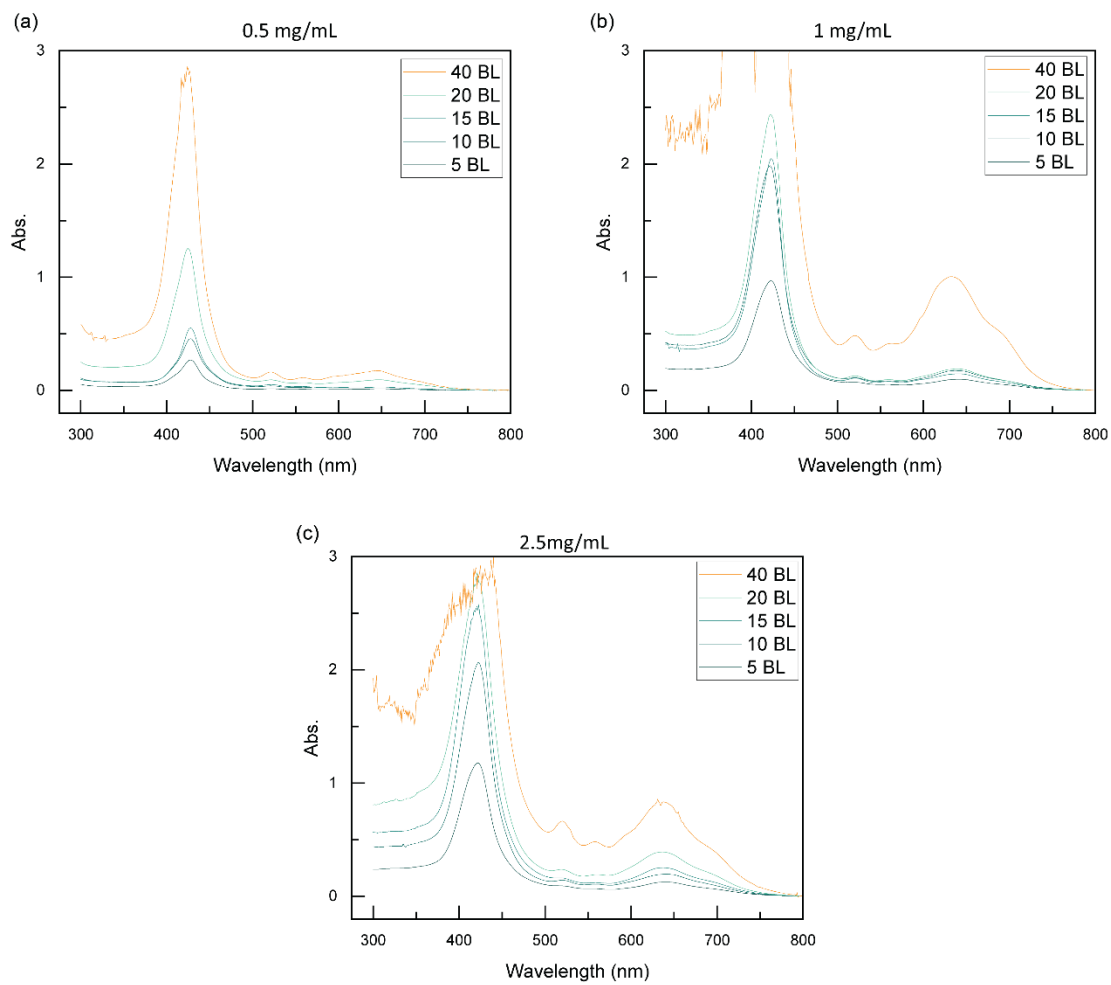 (a)
0.5 mg/mL
3
2
1
0
Abs.
40 BL
20 BL
15 BL
10 BL
5 BL
300 400 500 600 700 800
Wavelength (nm)
(b)
1 mg/mL
3
2
1
0
Abs.
40 BL
20 BL
15 BL
10 BL
5 BL
300 400 500 600 700 800
Wavelength (nm)
(c)
2.5mg/mL
3
2
1
0
Abs.
40 BL
20 BL
15 BL
10 BL
5 BL
300 400 500 600 700 800
Wavelength (nm)